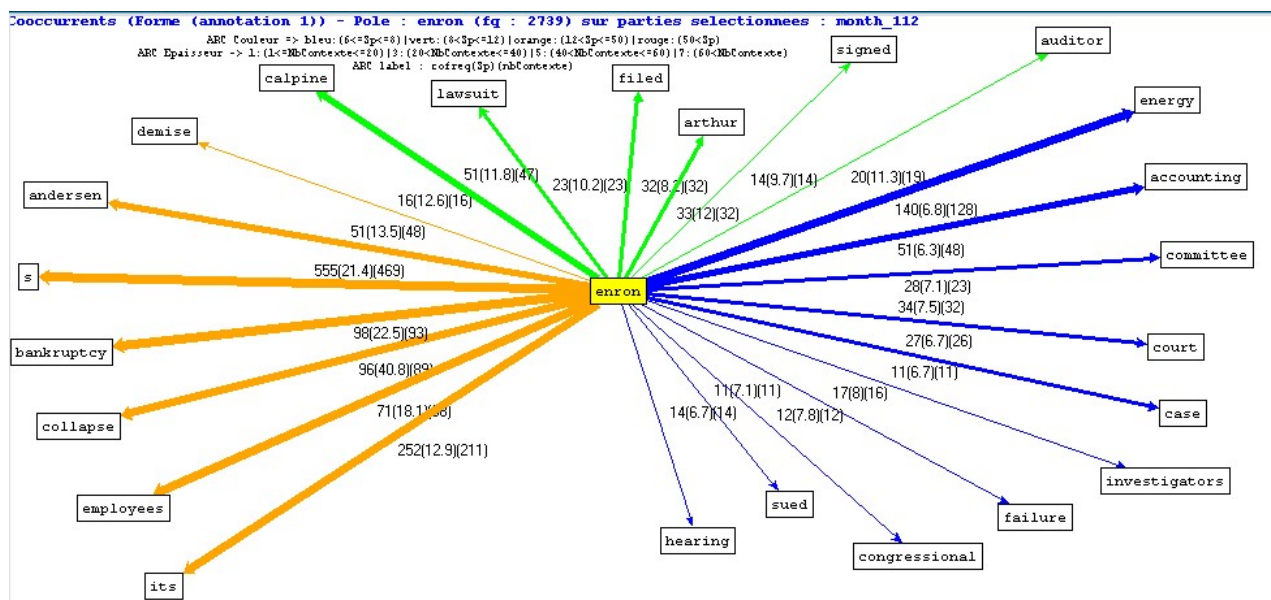 Cooccurrents (Forme (annotation 1)) - Pole : enron (fq : 2739) sur parties selectionnees : month_112
ARC Couleur => bleu:(6<=Sp<=8)|vert:(8<Sp<=12)|orange:(12<Sp<=50)|rouge:(50<Sp)
ARC Epaisseur -> 1:(1<=NbContexte<=20)|3:(20<NbContexte<=40)|5:(40<NbContexte<=60)|7:(60<NbContexte)
ARC label : cofreq(Sp)(nbContexte)
signed
auditor
calpine
lawsuit
filed
arthur
energy
demise
accounting
andersen
committee
s
enron
bankruptcy
court
collapse
case
employees
investigators
failure
sued
hearing
congressional
its
51(11.8)(47)
23(10.2)(23)
32(8.2)(32)
14(9.7)(14)
20(11.3)(19)
16(12.6)(16)
33(12)(32)
140(6.8)(128)
51(13.5)(48)
51(6.3)(48)
555(21.4)(469)
28(7.1)(23)
34(7.5)(32)
98(22.5)(93)
27(6.7)(26)
96(40.8)(89)
11(6.7)(11)
11(7.1)(11)
17(8)(16)
14(6.7)(14)
12(7.8)(12)
252(12.9)(211)